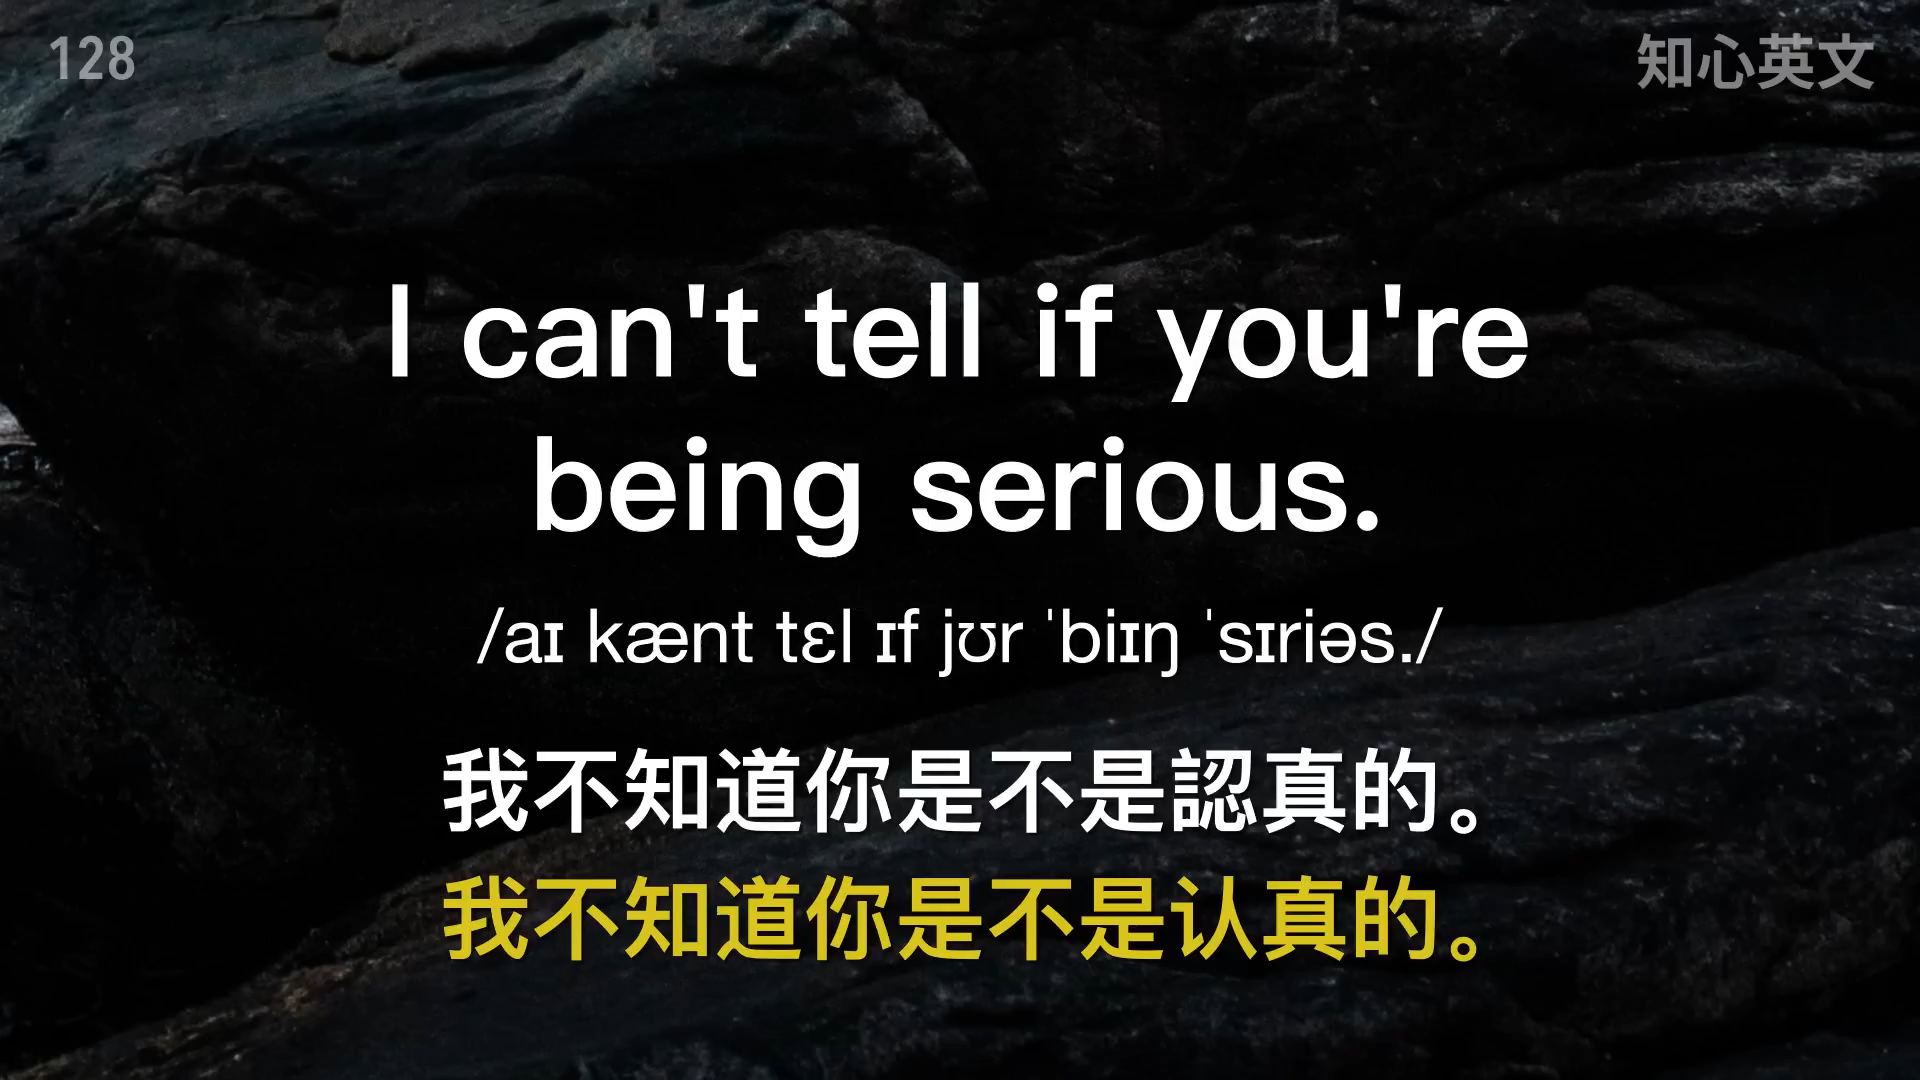 128
知心英文
I can't tell if you're
being serious.
/aɪ kænt tɛl ɪf jʊr ˈbiɪŋ ˈsɪriəs./
我不知道你是不是認真的。
我不知道你是不是认真的。